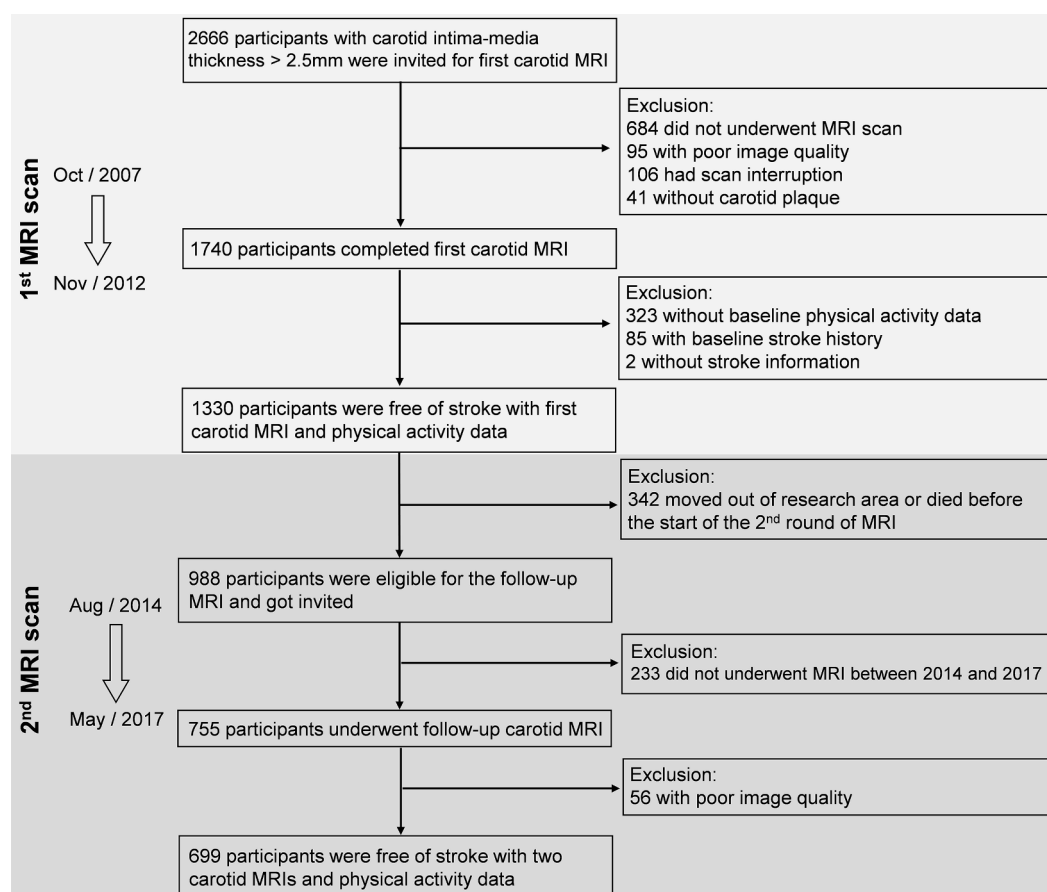 2666 participants with carotid intima-media
thickness > 2.5mm were invited for first carotid MRI
Exclusion:
684 did not underwent MRI scan
95 with poor image quality
106 had scan interruption
41 without carotid plaque
1st MRI scan
Oct / 2007
Nov / 2012
1740 participants completed first carotid MRI
Exclusion:
323 without baseline physical activity data
85 with baseline stroke history
2 without stroke information
1330 participants were free of stroke with first
carotid MRI and physical activity data
Exclusion:
342 moved out of research area or died before
the start of the 2nd round of MRI
988 participants were eligible for the follow-up
MRI and got invited
2nd MRI scan
Aug / 2014
May / 2017
Exclusion:
233 did not underwent MRI between 2014 and 2017
755 participants underwent follow-up carotid MRI
Exclusion:
56 with poor image quality
699 participants were free of stroke with two
carotid MRIs and physical activity data